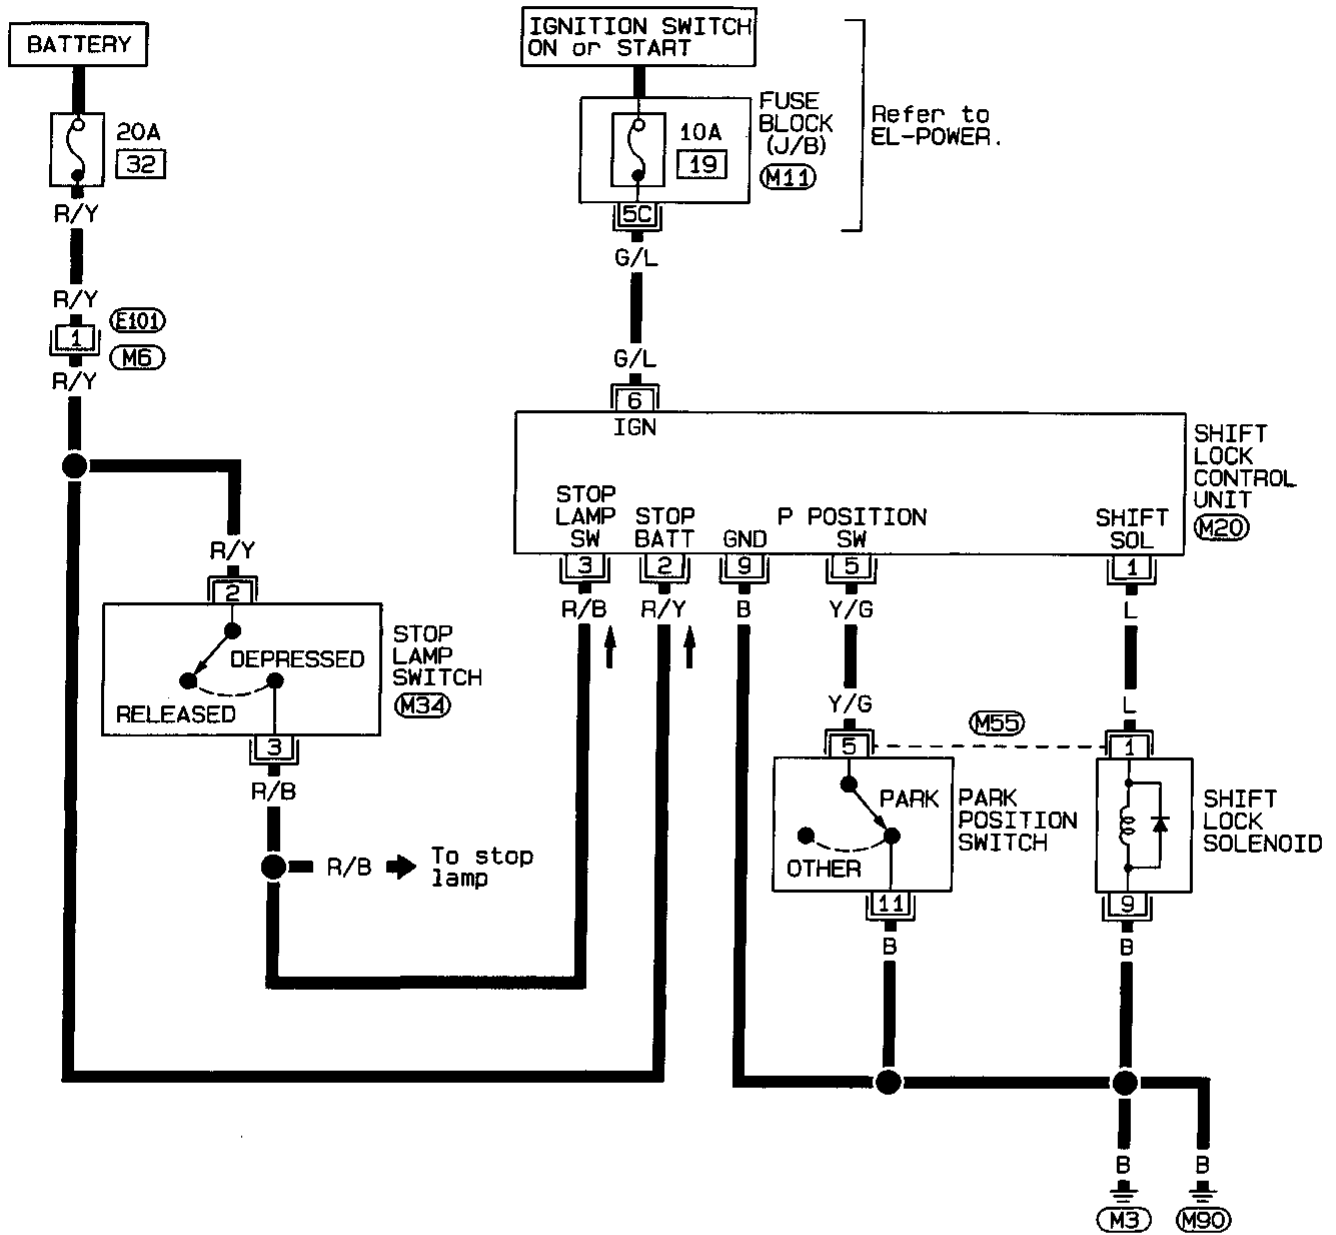 BATTERY
20A
32
R/Y
R/Y
E101
1
M6
R/Y
IGNITION SWITCH
ON or START
FUSE
BLOCK
(J/B)
M11
10A
19
5C
Refer to
EL-POWER.
G/L
G/L
6
IGN
SHIFT
LOCK
CONTROL
UNIT
M20
STOP
LAMP
SW
STOP
BATT
GND
P POSITION
SW
SHIFT
SOL
3
2
9
5
1
R/B
R/Y
B
Y/G
L
R/Y
2
DEPRESSED
RELEASED
STOP
LAMP
SWITCH
M34
3
R/B
R/B
To stop
lamp
Y/G
L
M55
5
1
PARK
OTHER
PARK
POSITION
SWITCH
SHIFT
LOCK
SOLENOID
11
9
B
B
B
B
M3
M90